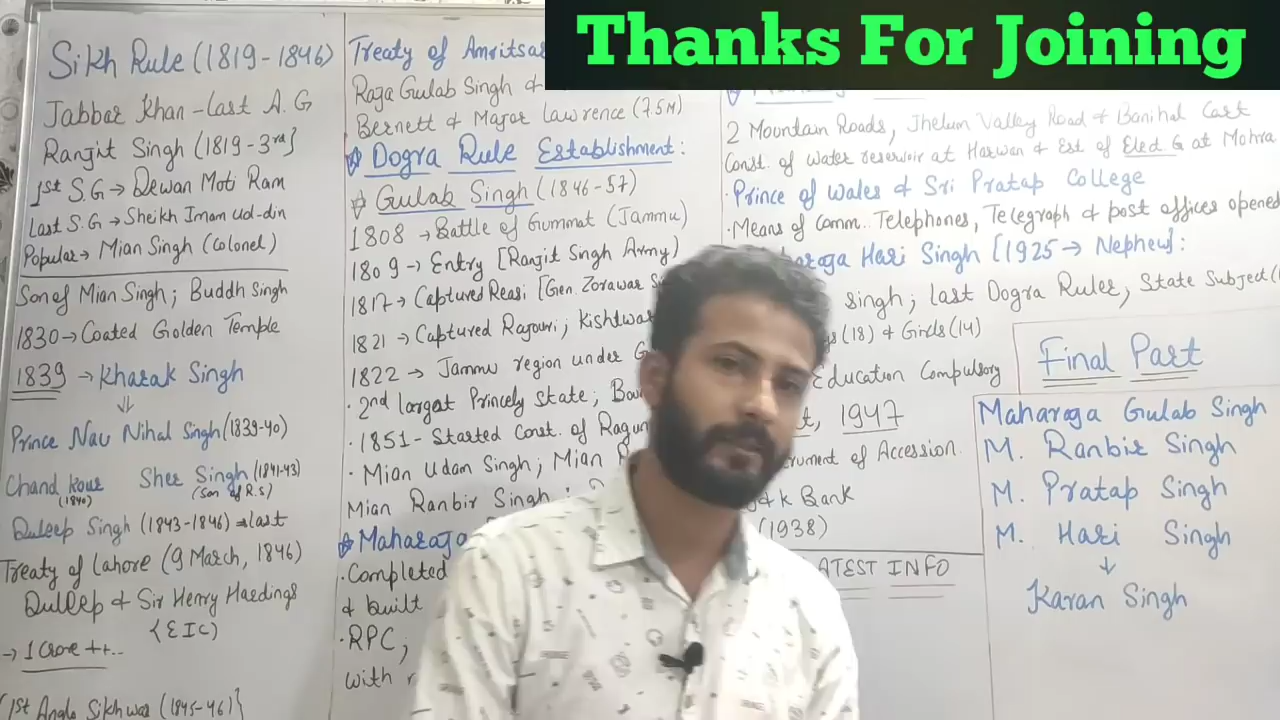 Thanks For Joining
Sikh Rule (1819-1846)
Jabbar Khan - Last A.G
Ranjit Singh (1819-3rd}
1st S.G → Dewan Moti Ram
Last S.G → Sheikh Imam ud-din
Popular → Mian Singh (Colonel)
Son of Mian Singh; Buddh Singh
1830 → Coated Golden Temple
1839 → Kharak Singh
Prince Nau Nihal Singh (1839-40)
Chand kour Sher Singh (1841-43)
(1840) (Son of R.S)
Duleep Singh (1843-1846) → last
Treaty of Lahore (9 March, 1846)
Duleep & Sir Henry Hardings
{EIC)
→ 1 Crore ++..
{1st Anglo Sikh war (1845-46)}
Treaty of Amritsar
Raja Gulab Singh &
Bernett & Major Lawrence (7.5M)
Dogra Rule Establishment:
Gulab Singh (1846-57)
1808 → Battle of Gummat (Jammu)
1809 → Entry [Ranjit Singh Army)
1817 → Captured Reasi [Gen. Zorawar
1821 → Captured Rajouri; Kishtwar
1822 → Jammu region under
· 2nd largest Princely State;
· 1851 - Started Const. of
· Mian Udam Singh; Mian
Mian Ranbir Singh;
Maharaja
· Completed
& built
· RPC;
with
2 Mountain Roads, Jhelum Valley Road & Banihal Cart
Const. of water reservoir at Harwan & Est of Elect. G at Mohra
· Prince of Wales & Sri Pratap College
· Means of Comm.. Telephones, Telegraph & post offices opened
Hari Singh [1925 → Nephew]:
Singh; last Dogra Ruler, State Subject
(18) & Girls (14)
Education Compulsory
1947
of Accession
&k Bank
(1938)
LATEST INFO
Final Part
Maharaja Gulab Singh
M. Ranbir Singh
M. Pratap Singh
M. Hari Singh
↓
Karan Singh